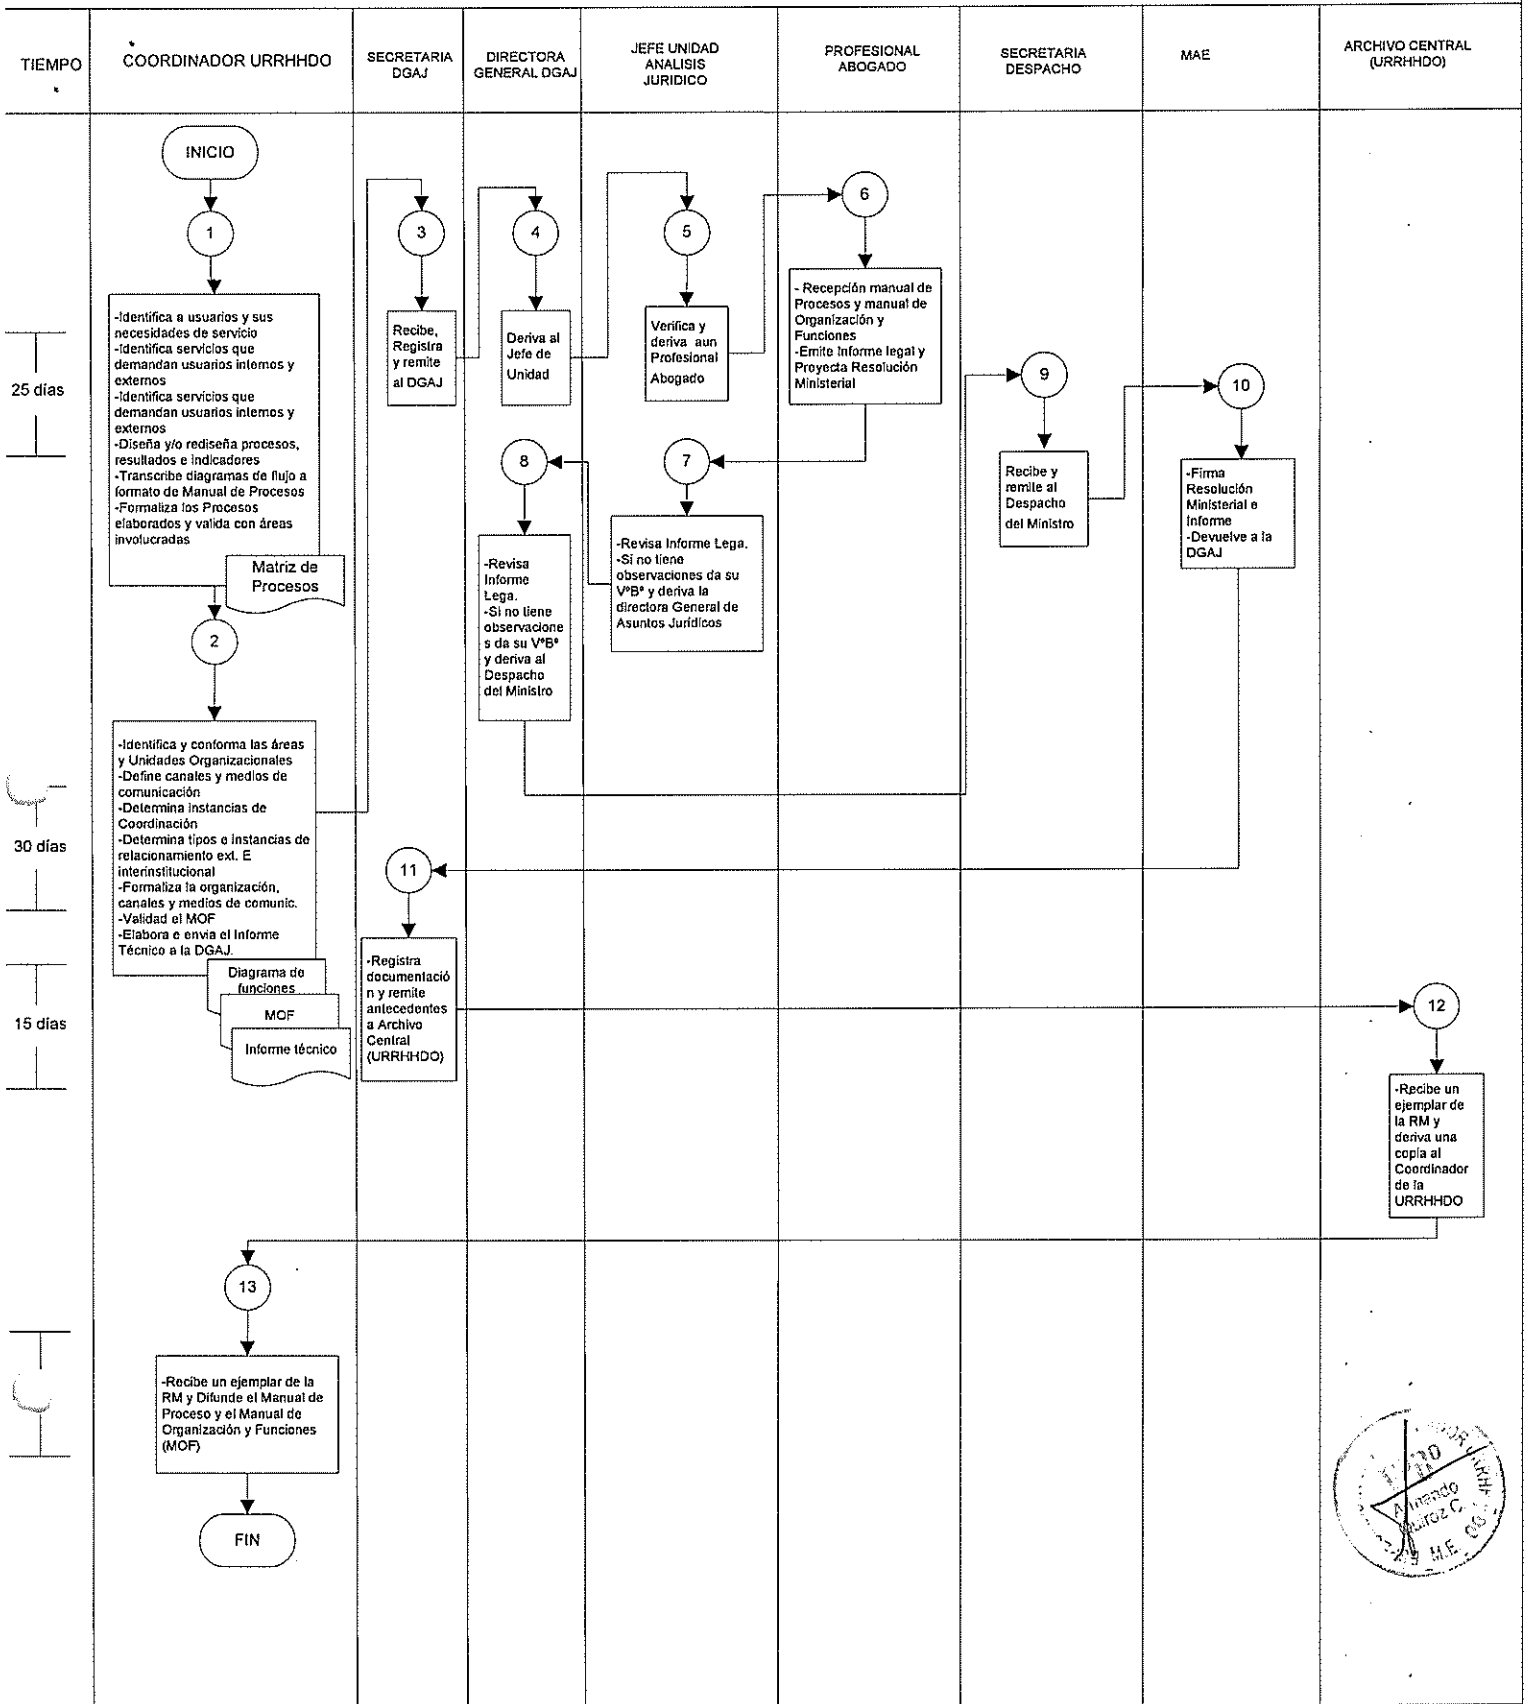 TIEMPO
COORDINADOR URRHHDO
SECRETARIA
DGAJ
DIRECTORA
GENERAL DGAJ
JEFE UNIDAD
ANALISIS
JURIDICO
PROFESIONAL
ABOGADO
SECRETARIA
DESPACHO
MAE
ARCHIVO CENTRAL
(URRHHDO)
INICIO
1
-Identifica a usuarios y sus
necesidades de servicio
-Identifica servicios que
demandan usuarios internos y
externos
-Identifica servicios que
demandan usuarios internos y
externos
-Diseña y/o rediseña procesos,
resultados e indicadores
-Transcribe diagramas de flujo a
formato de Manual de Procesos
-Formaliza los Procesos
elaborados y valida con áreas
involucradas
Matriz de
Procesos
25 días
2
-Identifica y conforma las áreas
y Unidades Organizacionales
-Define canales y medios de
comunicación
-Determina instancias de
Coordinación
-Determina tipos e instancias de
relacionamiento ext. E
interinstitucional
-Formaliza la organización,
canales y medios de comunic.
-Validad el MOF
-Elabora e envia el Informe
Técnico a la DGAJ.
Diagrama de
funciones
MOF
Informe técnico
30 días
15 días
3
Recibe,
Registra
y remite
al DGAJ
4
Deriva al
Jefe de
Unidad
5
Verifica y
deriva aun
Profesional
Abogado
6
- Recepción manual de
Procesos y manual de
Organización y
Funciones
-Emite Informe legal y
Proyecta Resolución
Ministerial
7
-Revisa Informe Lega.
-Si no tiene
observaciones da su
V°B° y deriva la
directora General de
Asuntos Jurídicos
8
-Revisa
Informe
Lega.
-Si no tiene
observacione
s da su V°B°
y deriva al
Despacho
del Ministro
9
Recibe y
remite al
Despacho
del Ministro
10
-Firma
Resolución
Ministerial e
Informe
-Devuelve a la
DGAJ
11
-Registra
documentació
n y remite
antecedentes
a Archivo
Central
(URRHHDO)
12
-Recibe un
ejemplar de
la RM y
deriva una
copia al
Coordinador
de la
URRHHDO
13
-Recibe un ejemplar de la
RM y Difunde el Manual de
Proceso y el Manual de
Organización y Funciones
(MOF)
FIN
M.E.